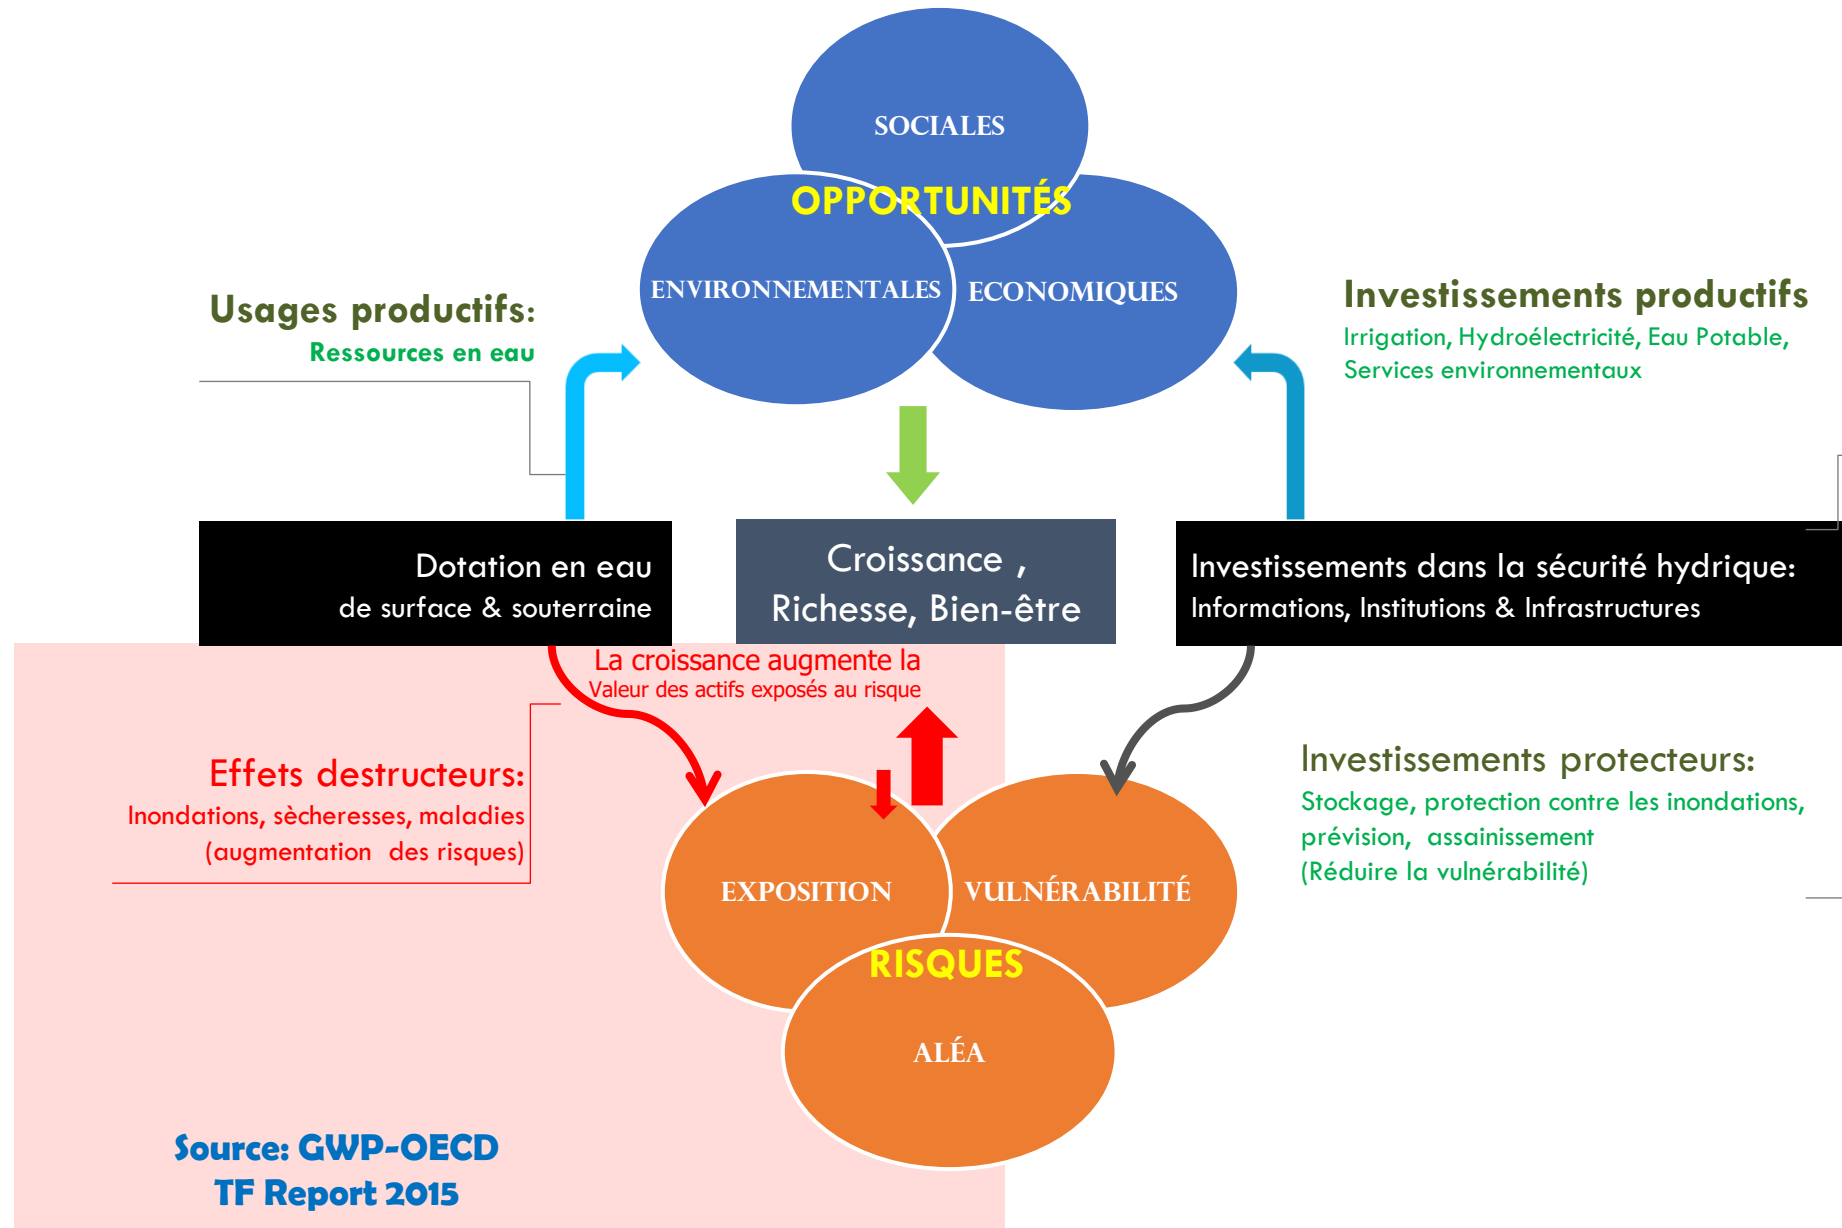 SOCIALES
OPPORTUNITÉS
ENVIRONNEMENTALES
ECONOMIQUES
Usages productifs:
Ressources en eau
Investissements productifs
Irrigation, Hydroélectricité, Eau Potable,
Services environnementaux
Dotation en eau
de surface & souterraine
Croissance ,
Richesse, Bien-être
Investissements dans la sécurité hydrique:
Informations, Institutions & Infrastructures
La croissance augmente la
Valeur des actifs exposés au risque
Effets destructeurs:
Inondations, sècheresses, maladies
(augmentation des risques)
Investissements protecteurs:
Stockage, protection contre les inondations,
prévision, assainissement
(Réduire la vulnérabilité)
EXPOSITION
VULNÉRABILITÉ
RISQUES
ALÉA
Source: GWP-OECD
TF Report 2015